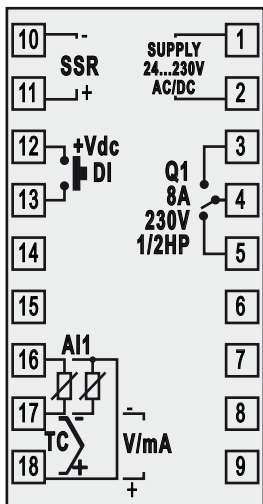 10 - SUPPLY 1
SSR 24...230V
11 + AC/DC 2
12 +Vdc 3
DI Q1
13 8A 4
230V
14 1/2HP 5
15 6
16 AI1 7
17 - - 8
TC V/mA
18 + 9
+